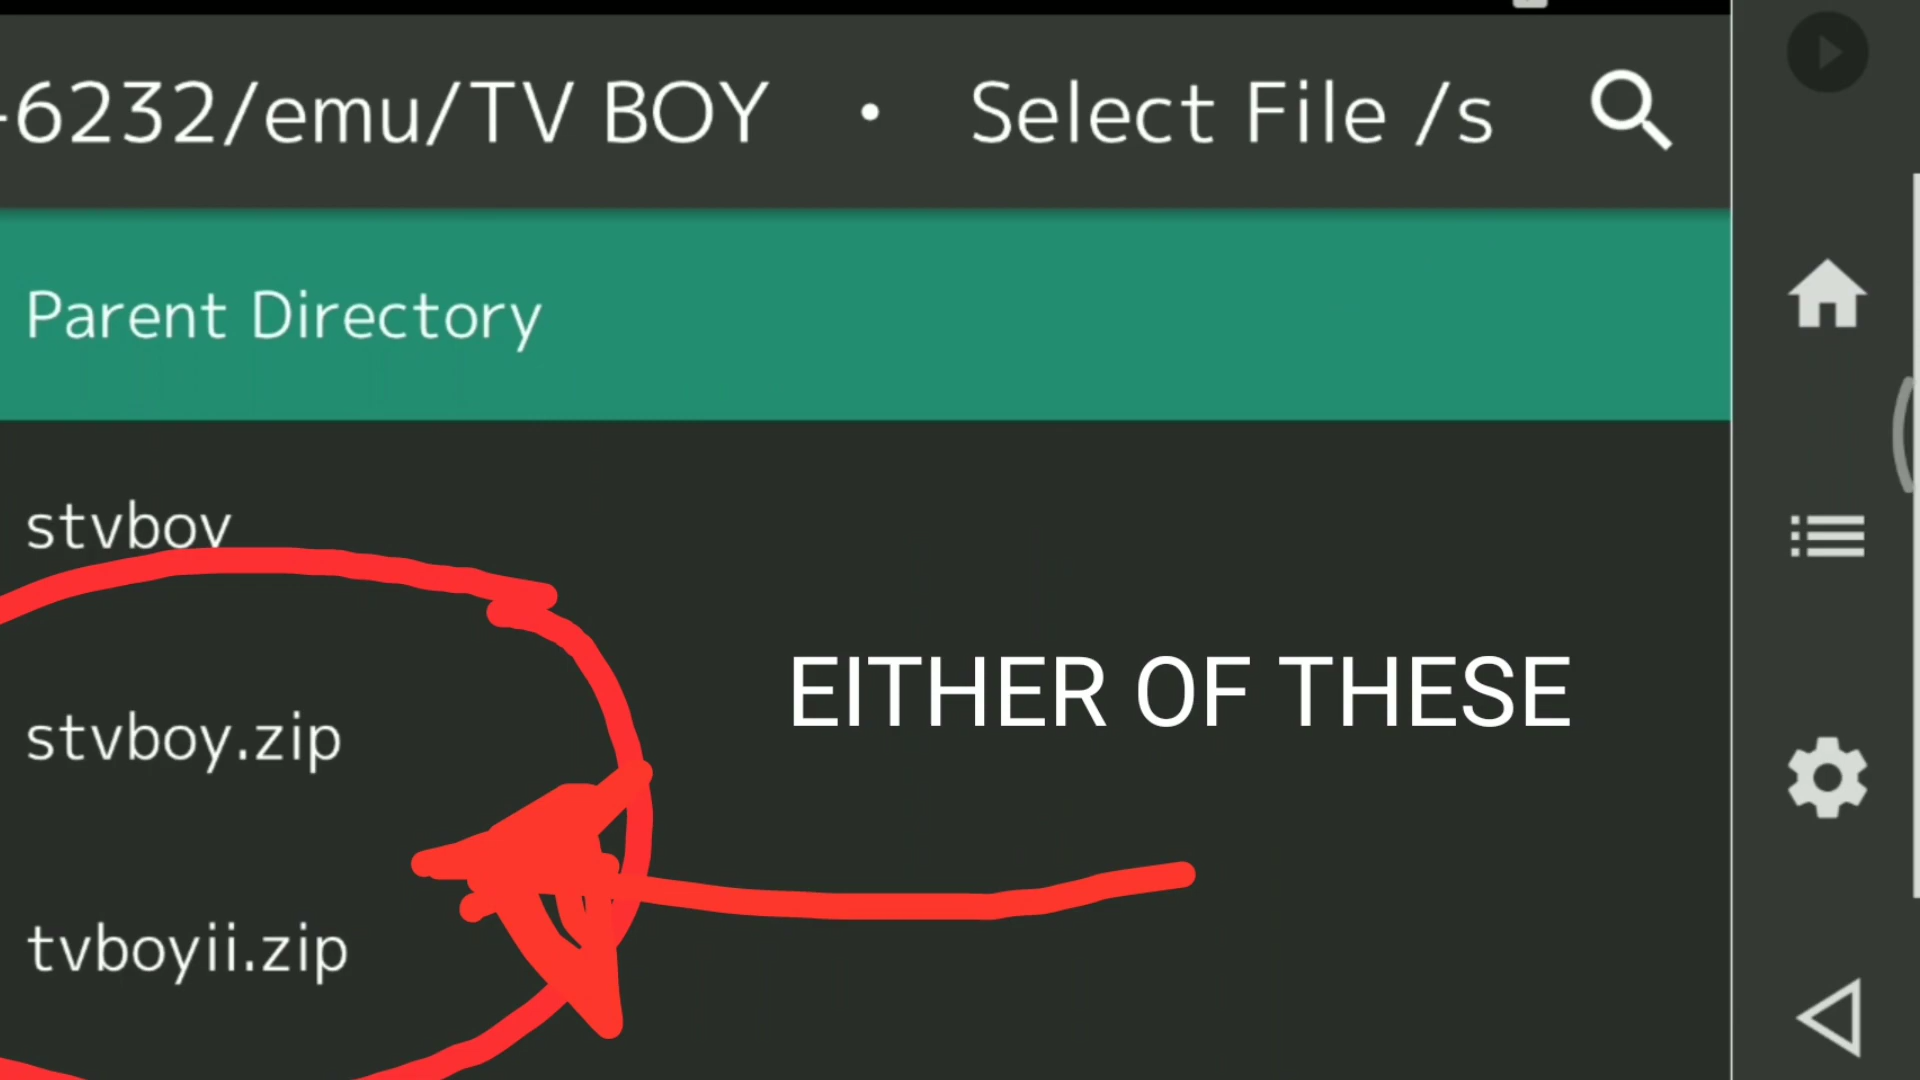 -6232/emu/TV BOY • Select File /s
Parent Directory
stvboy
stvboy.zip
EITHER OF THESE
tvboyii.zip